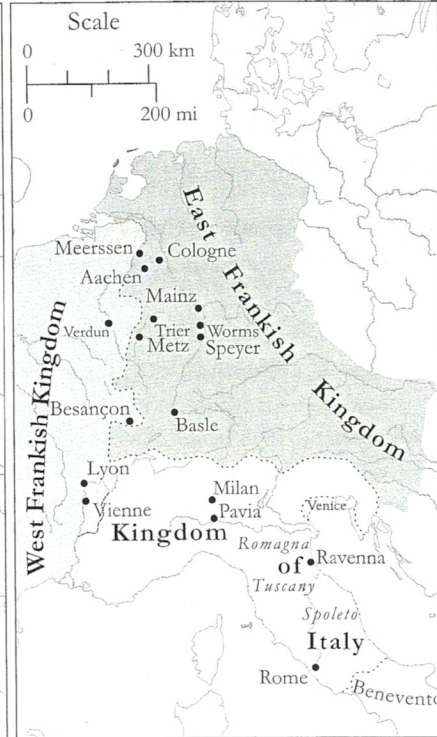 Scale
0 300 km
0 200 mi
East Frankish Kingdom
Meerssen
Cologne
Aachen
Mainz
Verdun
Trier
Worms
Metz
Speyer
West Frankish Kingdom
Besançon
Basle
Lyon
Milan
Vienne
Pavia
Venice
Kingdom of Italy
Romagna
Ravenna
Tuscany
Spoleto
Rome
Benevento